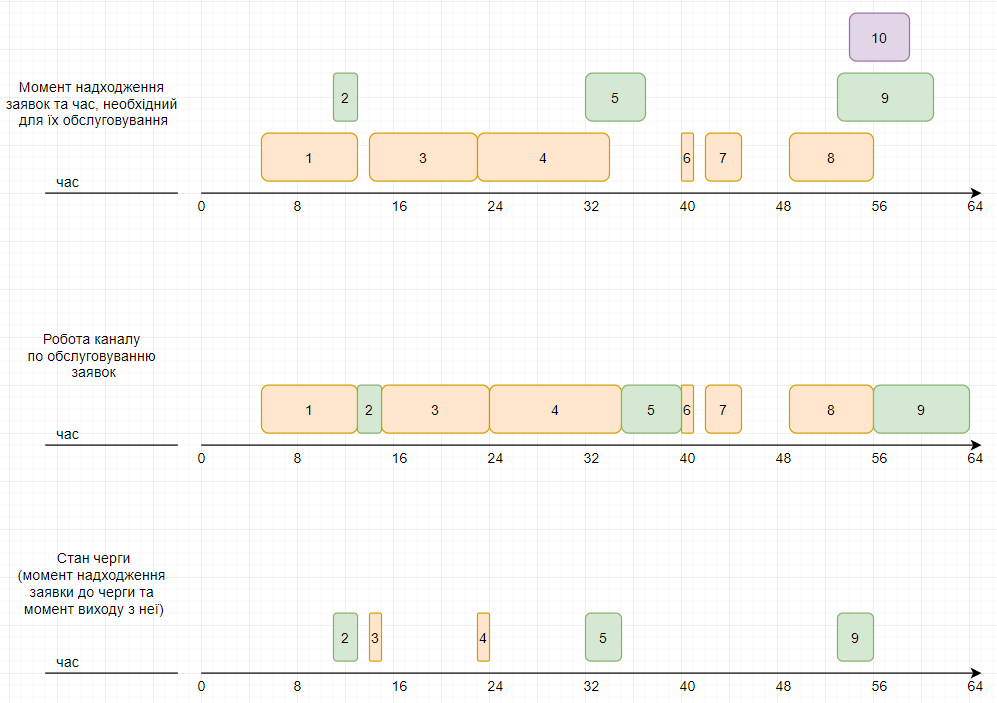 10
Момент надходження
заявок та час, необхідний
для їх обслуговування
2
5
9
1
3
4
6
7
8
час
0 8 16 24 32 40 48 56 64
Робота каналу
по обслуговуванню
заявок
1 2 3 4 5 6 7 8 9
час
0 8 16 24 32 40 48 56 64
Стан черги
(момент надходження
заявки до черги та
момент виходу з неї)
2 3 4 5 9
час
0 8 16 24 32 40 48 56 64